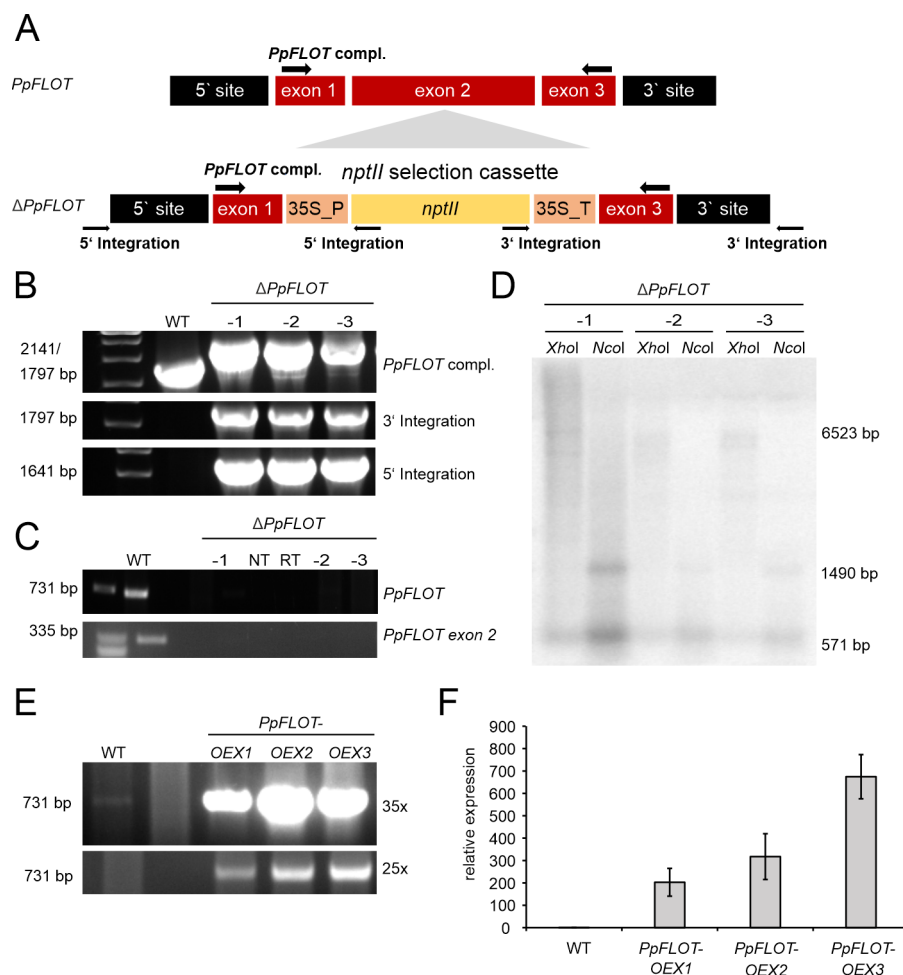 A
PpFLOT compl.
PpFLOT
5` site
exon 1
exon 2
exon 3
3` site
PpFLOT compl.
nptII selection cassette
ΔPpFLOT
5` site
exon 1
35S_P
nptII
35S_T
exon 3
3` site
5‘ Integration
5‘ Integration
3‘ Integration
3‘ Integration
B
ΔPpFLOT
WT
-1
-2
-3
2141/
1797 bp
PpFLOT compl.
1797 bp
3‘ Integration
1641 bp
5‘ Integration
C
ΔPpFLOT
WT
-1
NT
RT
-2
-3
731 bp
PpFLOT
335 bp
PpFLOT exon 2
D
ΔPpFLOT
-1
-2
-3
XhoI
NcoI
XhoI
NcoI
XhoI
NcoI
6523 bp
1490 bp
571 bp
E
PpFLOT-
WT
OEX1
OEX2
OEX3
731 bp
35x
731 bp
25x
F
relative expression
900
800
700
600
500
400
300
200
100
0
WT
PpFLOT-
OEX1
PpFLOT-
OEX2
PpFLOT-
OEX3